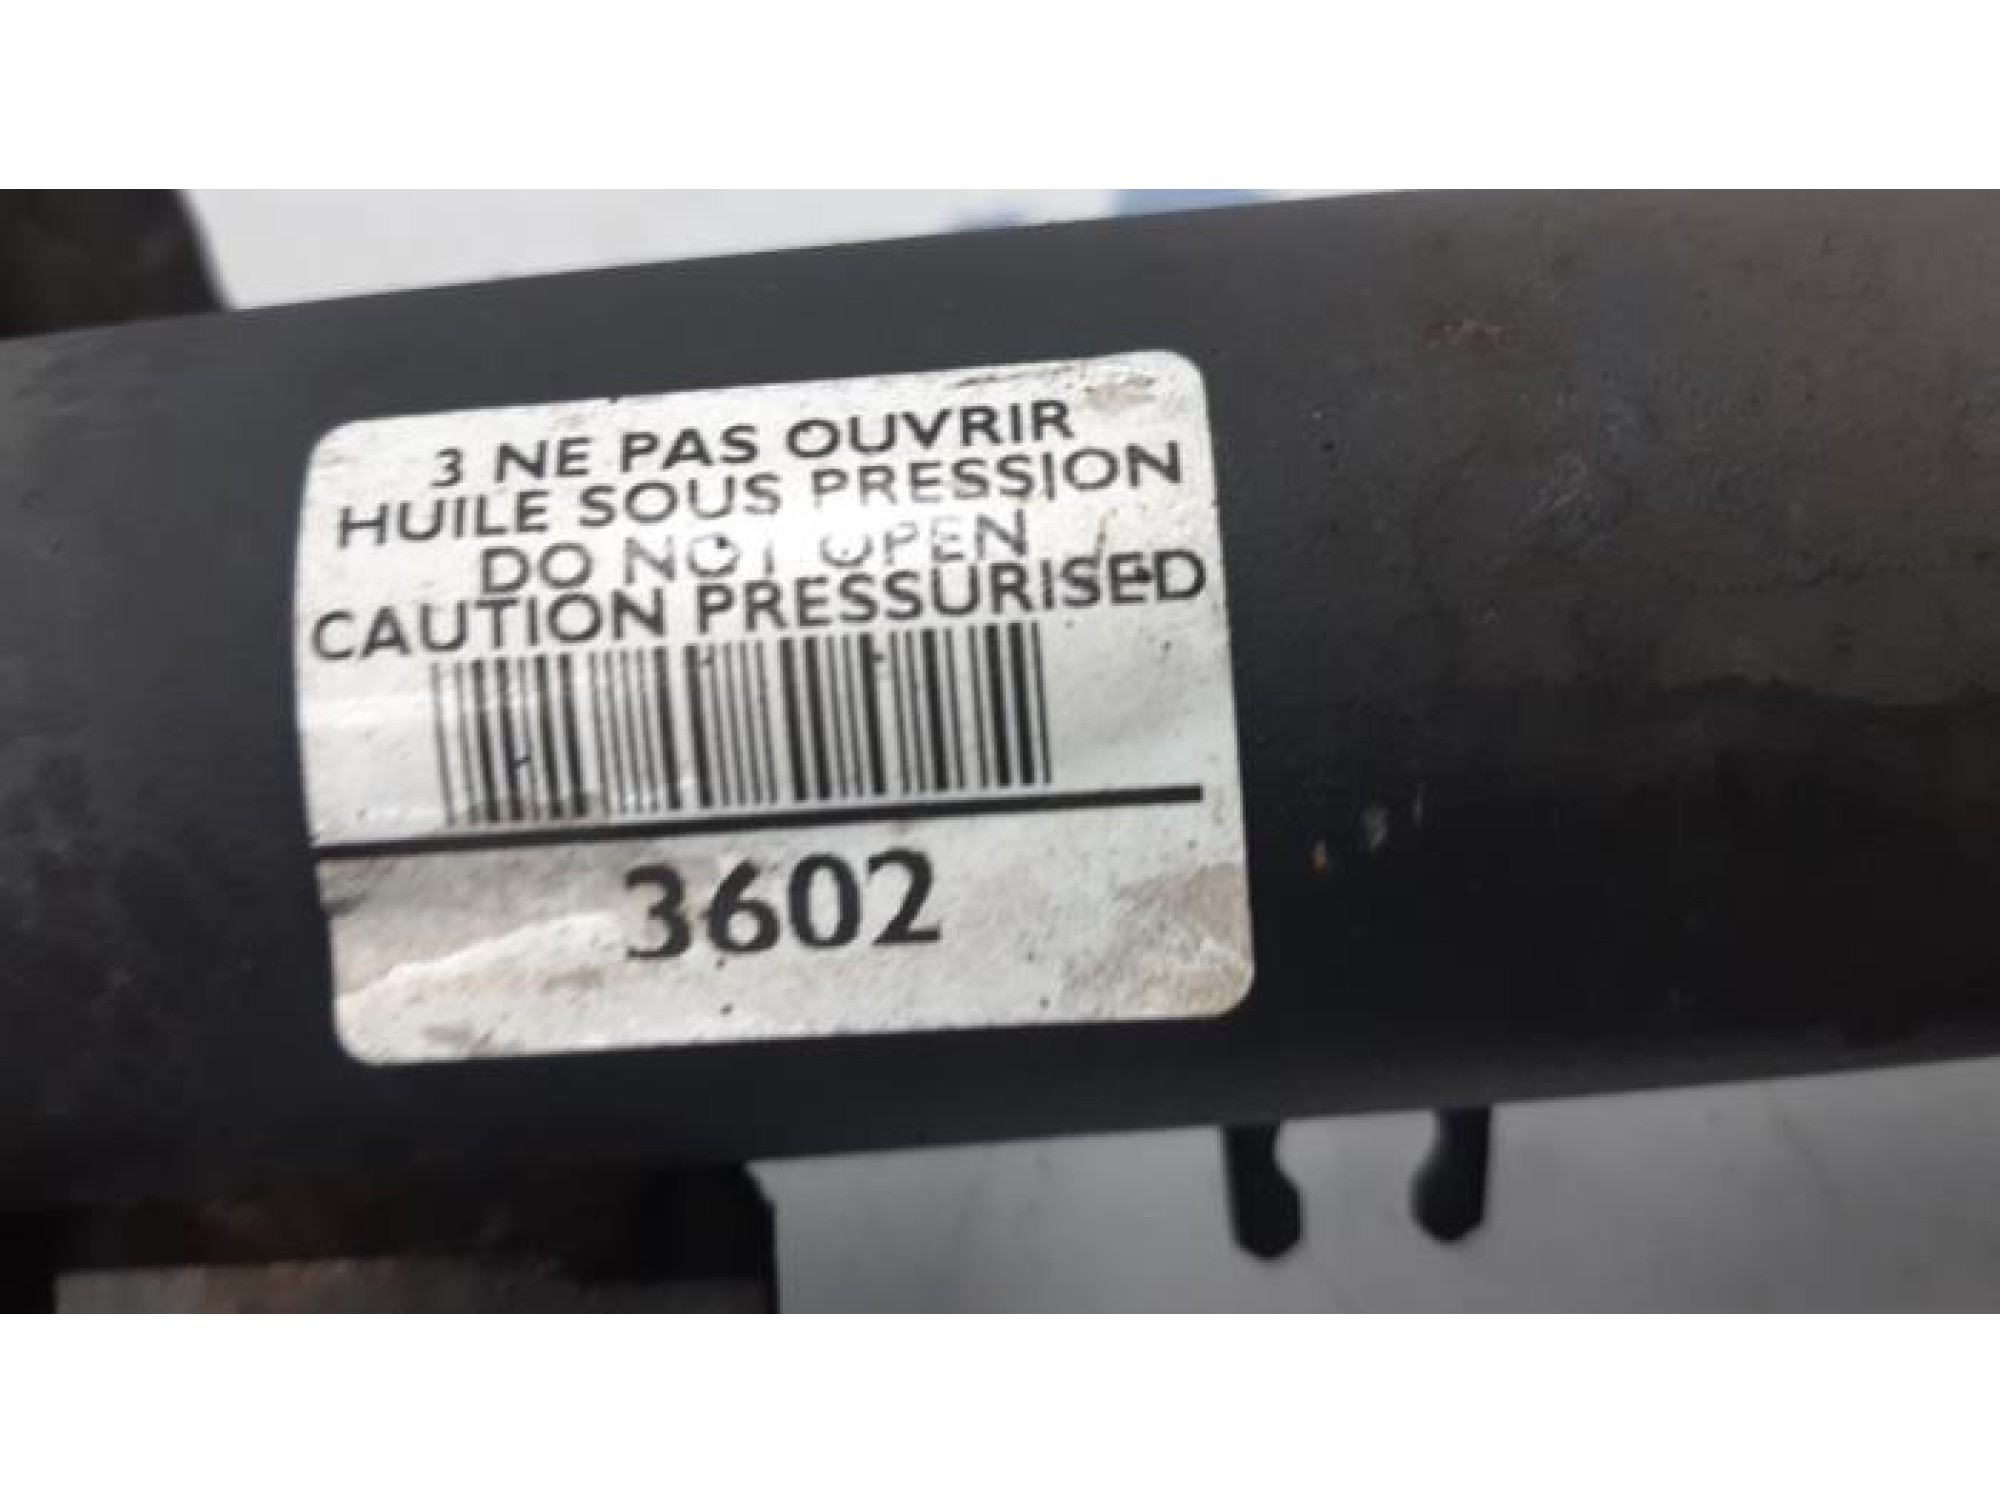 3 NE PAS OUVRIR
HUILE SOUS PRESSION
DO NOT OPEN
CAUTION PRESSURISED
3602